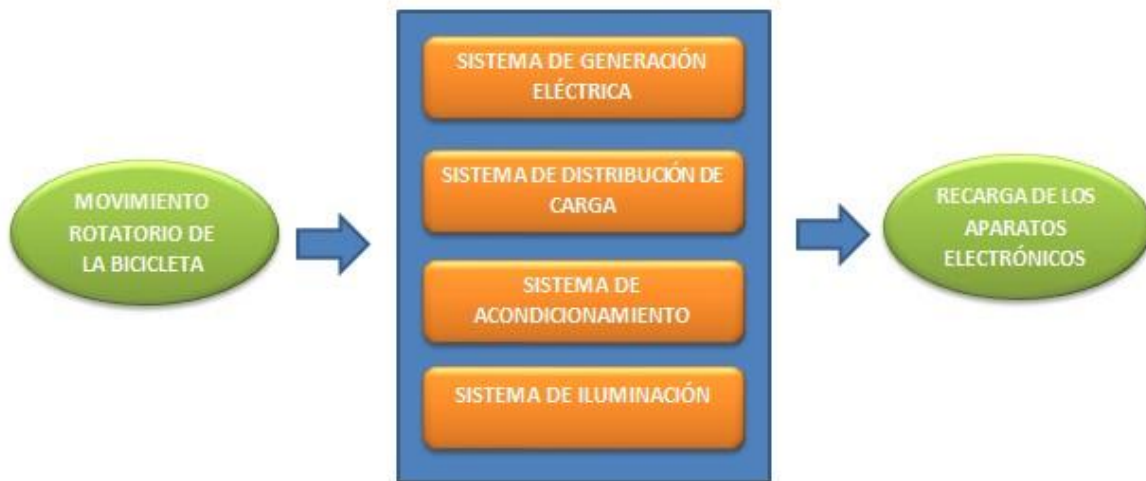 MOVIMIENTO
ROTATORIO DE
LA BICICLETA
SISTEMA DE GENERACIÓN
ELÉCTRICA
SISTEMA DE DISTRIBUCIÓN DE
CARGA
SISTEMA DE
ACONDICIONAMIENTO
SISTEMA DE ILUMINACIÓN
RECARGA DE LOS
APARATOS
ELECTRÓNICOS